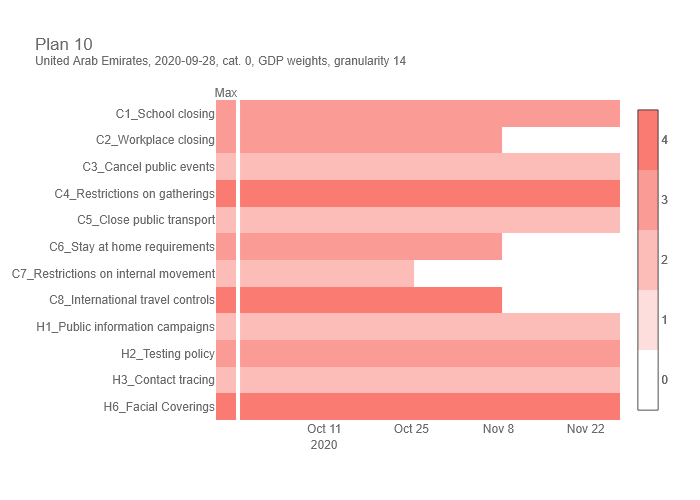 Plan 10
United Arab Emirates, 2020-09-28, cat. 0, GDP weights, granularity 14
Max
C1_School closing
C2_Workplace closing
C3_Cancel public events
C4_Restrictions on gatherings
C5_Close public transport
C6_Stay at home requirements
C7_Restrictions on internal movement
C8_International travel controls
H1_Public information campaigns
H2_Testing policy
H3_Contact tracing
H6_Facial Coverings
Oct 11 Oct 25 Nov 8 Nov 22
2020
4
3
2
1
0